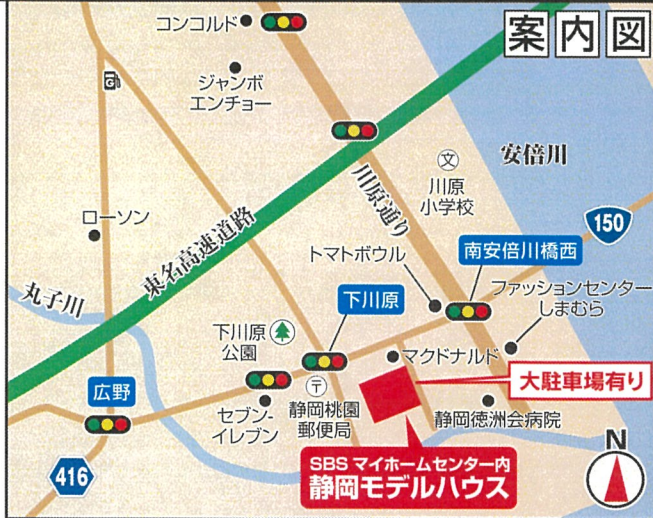 案内図
コンコルド
ジャンボ
エンチョー
安倍川
文
川原
小学校
川原通り
ローソン
東名高速道路
150
トマトボウル
南安倍川橋西
丸子川
ファッションセンター
しまむら
下川原
下川原
公園
マクドナルド
大駐車場有り
広野
〒
静岡桃園
郵便局
セブン-
イレブン
静岡徳洲会病院
416
SBS マイホームセンター内
静岡モデルハウス
N